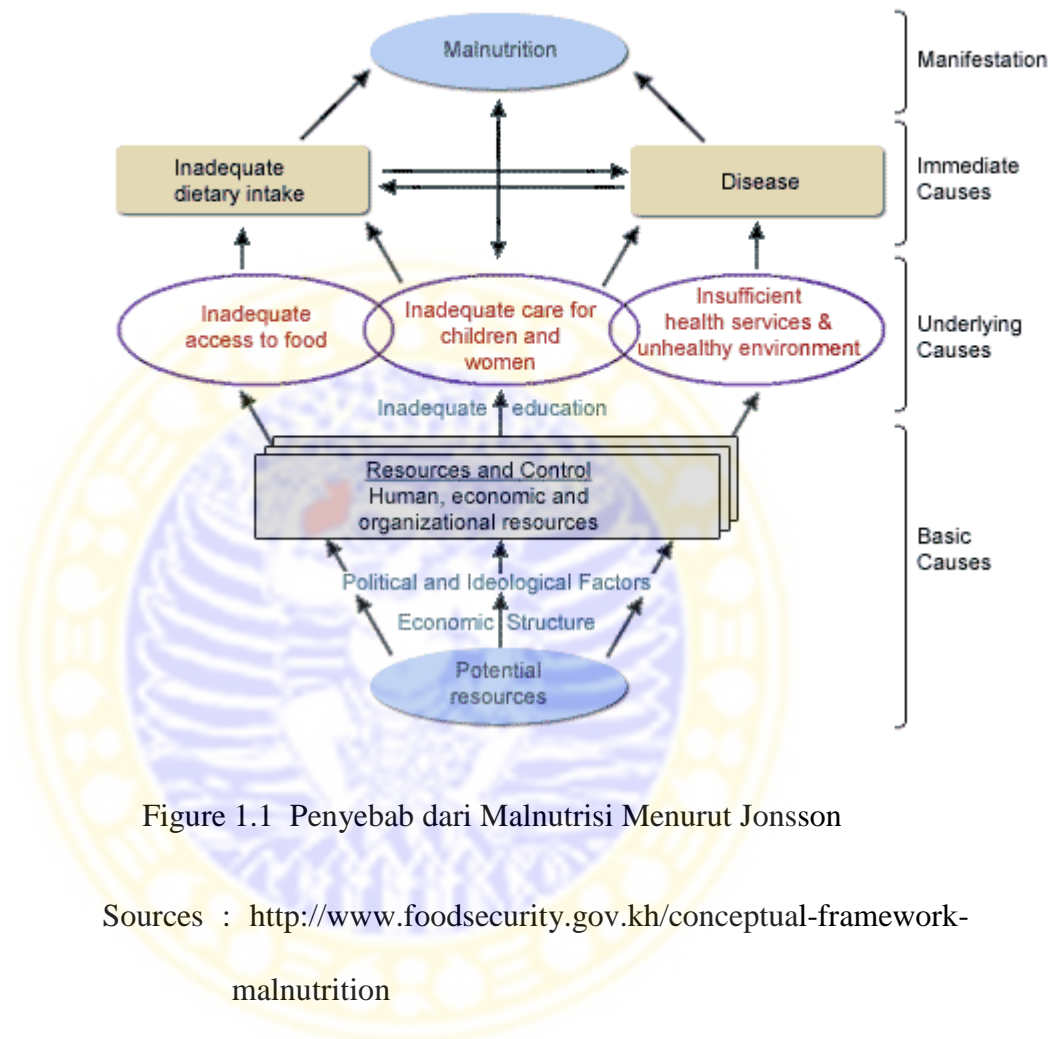 Malnutrition
Manifestation
Inadequate
dietary intake
Disease
Immediate
Causes
Inadequate
access to food
Inadequate care for
children and
women
Insufficient
health services &
unhealthy environment
Underlying
Causes
Inadequate education
Resources and Control
Human, economic and
organizational resources
Basic
Causes
Political and Ideological Factors
Economic Structure
Potential
resources
Figure 1.1 Penyebab dari Malnutrisi Menurut Jonsson
Sources : http://www.foodsecurity.gov.kh/conceptual-framework-
malnutrition